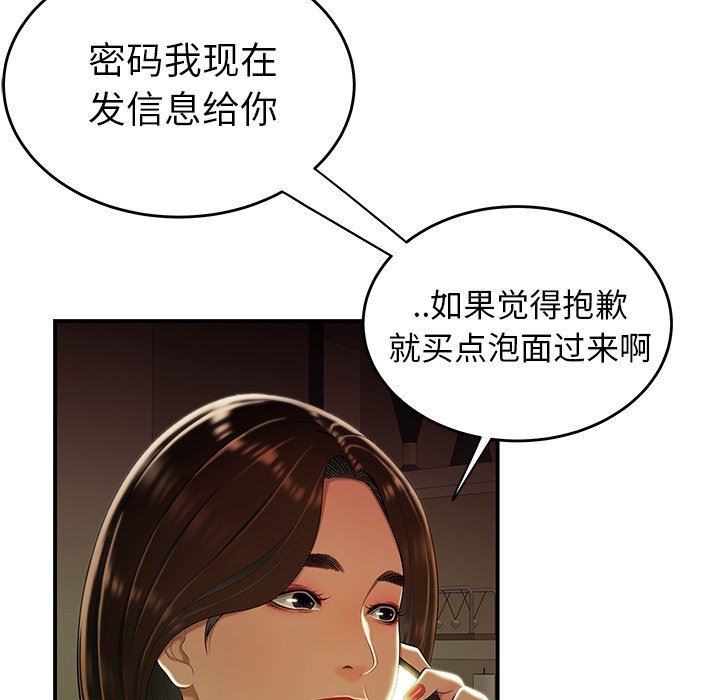 密码我现在
发信息给你
..如果觉得抱歉
就买点泡面过来啊